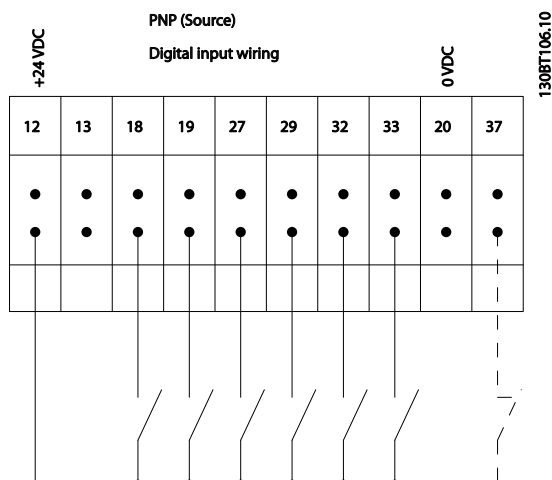 PNP (Source)
Digital input wiring
+24 VDC
0 VDC
130BT106.10
12 13 18 19 27 29 32 33 20 37